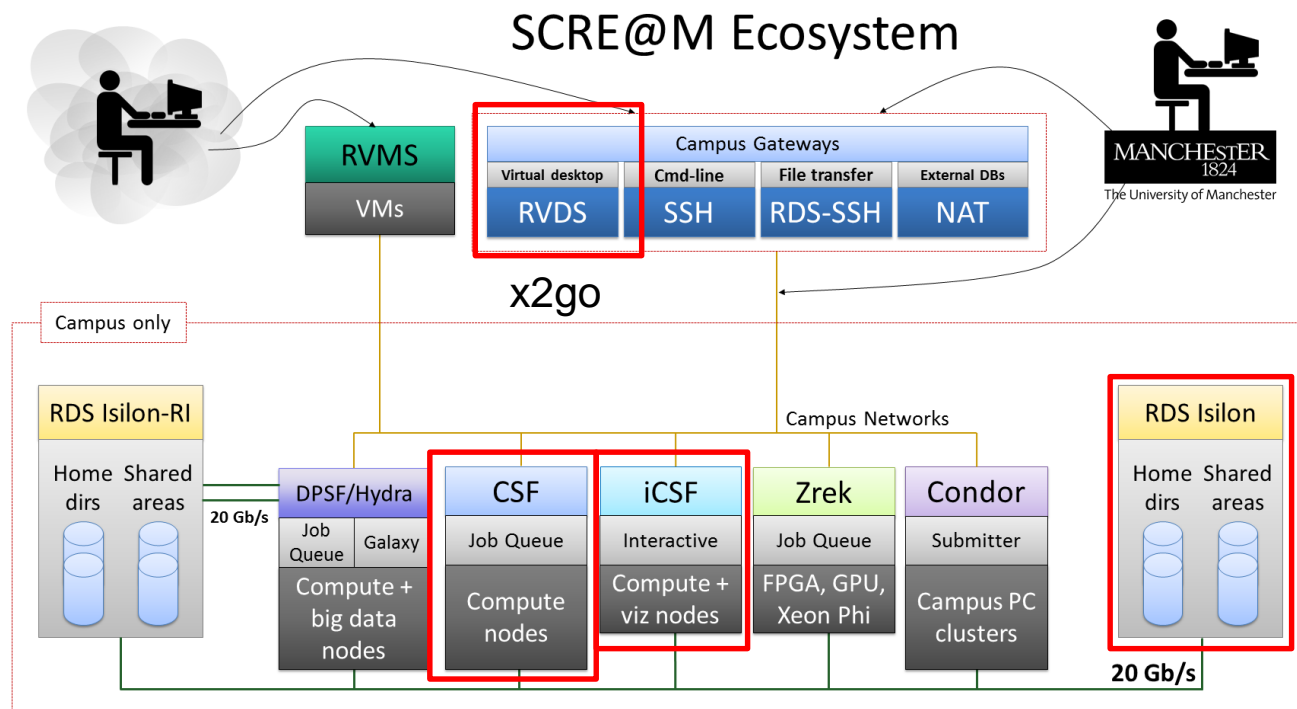 SCRE@M Ecosystem
RVMS
VMs
Campus Gateways
Virtual desktop
RVDS
Cmd-line
SSH
File transfer
RDS-SSH
External DBs
NAT
MANCHESTER
1824
The University of Manchester
x2go
Campus only
RDS Isilon-RI
Home
dirs
Shared
areas
20 Gb/s
Campus Networks
DPSF/Hydra
Job
Queue
Galaxy
Compute +
big data
nodes
CSF
Job Queue
Compute
nodes
iCSF
Interactive
Compute +
viz nodes
Zrek
Job Queue
FPGA, GPU,
Xeon Phi
Condor
Submitter
Campus PC
clusters
RDS Isilon
Home
dirs
Shared
areas
20 Gb/s